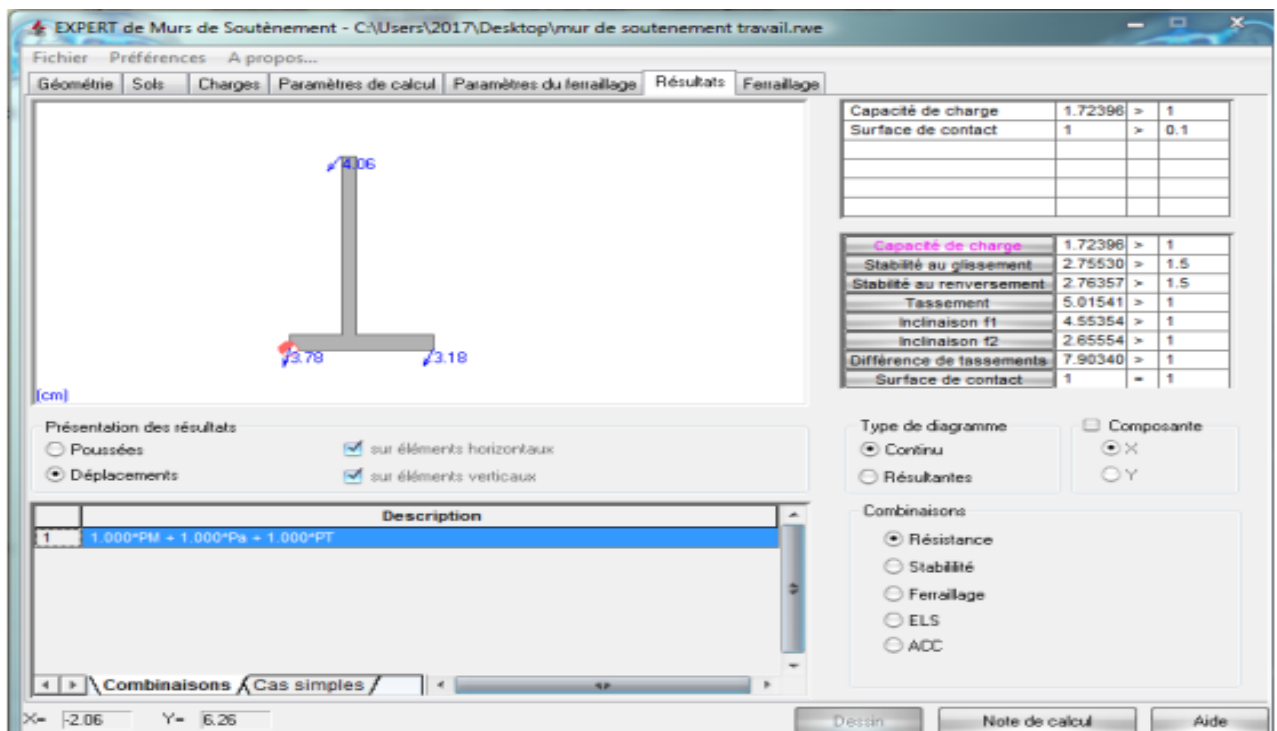 EXPERT de Murs de Soutènement - C:\Users\2017\Desktop\mur de soutenement travail.rwe
Fichier Préférences A propos...
Géométrie Sols Charges Paramètres de calcul Paramètres du ferraillage Résultats Ferraillage
4.06
3.78 3.18
[cm]
Capacité de charge 1.72396 > 1
Surface de contact 1 > 0.1
Capacité de charge 1.72396 > 1
Stabilité au glissement 2.75530 > 1.5
Stabilité au renversement 2.76357 > 1.5
Tassement 5.01541 > 1
Inclinaison f1 4.55354 > 1
Inclinaison f2 2.65554 > 1
Différence de tassements 7.90340 > 1
Surface de contact 1 = 1
Présentation des résultats
Poussées sur éléments horizontaux
Déplacements sur éléments verticaux
Type de diagramme
Continu
Résultantes
Composante
X
Y
Description
1 1.000*PM + 1.000*Pa + 1.000*PT
Combinaisons
Résistance
Stabilité
Ferraillage
ELS
ACC
Combinaisons Cas simples
X= -2.06 Y= 6.26
Dessin Note de calcul Aide